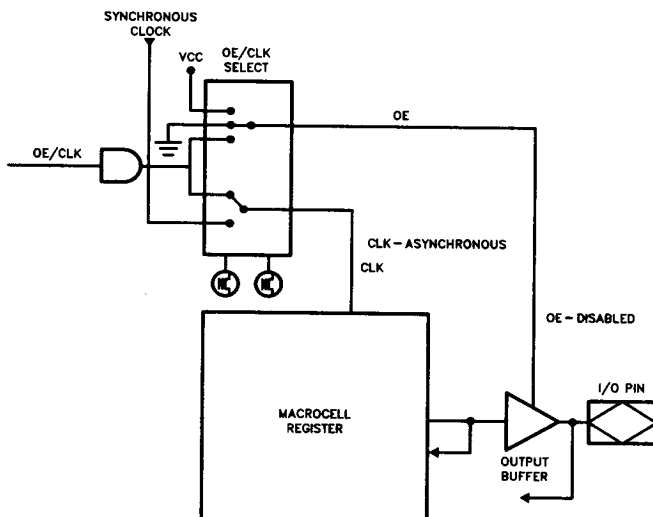 SYNCHRONOUS
CLOCK
VCC
OE/CLK
SELECT
OE
OE/CLK
CLK – ASYNCHRONOUS
CLK
OE – DISABLED
MACROCELL
REGISTER
I/O PIN
OUTPUT
BUFFER